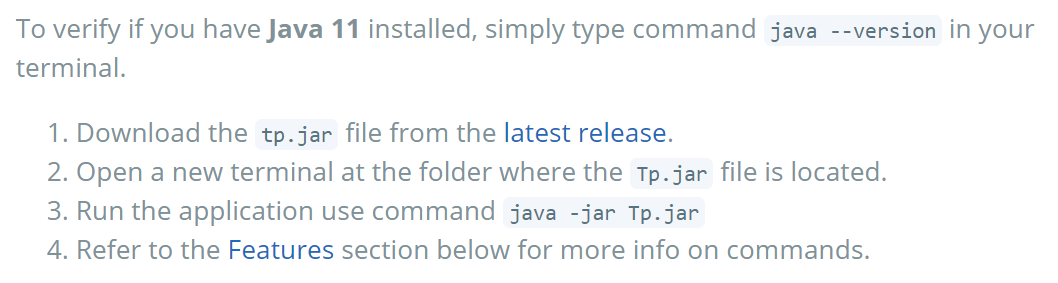 To verify if you have Java 11 installed, simply type command java --version in your
terminal.
1. Download the tp.jar file from the latest release.
2. Open a new terminal at the folder where the Tp.jar file is located.
3. Run the application use command java -jar Tp.jar
4. Refer to the Features section below for more info on commands.